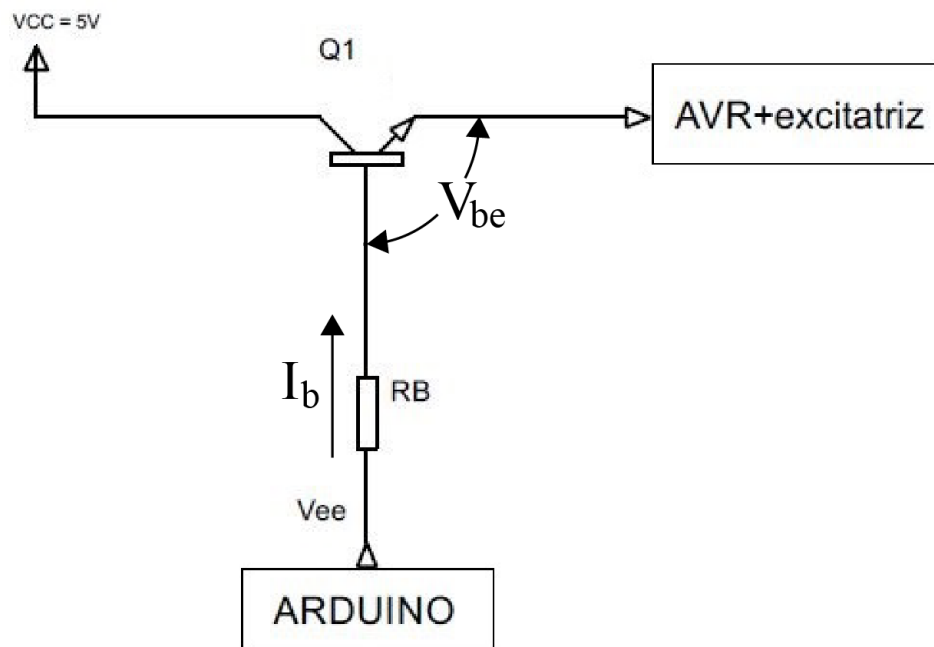 VCC = 5V
Q1
AVR+excitatriz
Vbe
Ib
RB
Vee
ARDUINO